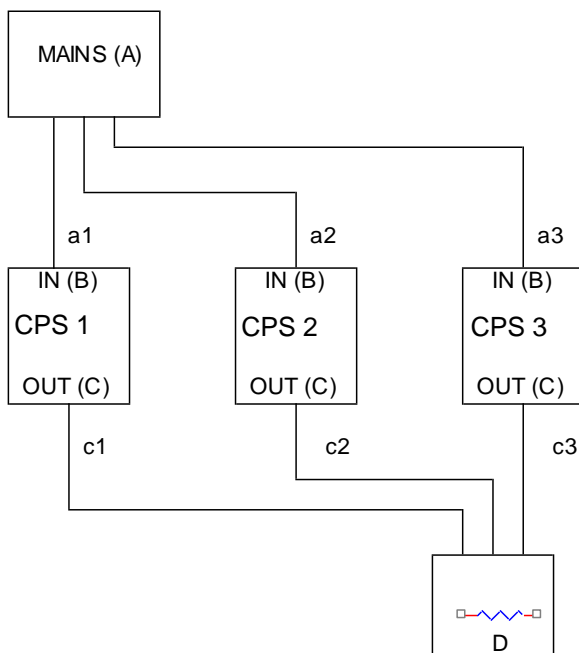 MAINS (A)
a1
a2
a3
IN (B)
CPS 1
OUT (C)
IN (B)
CPS 2
OUT (C)
IN (B)
CPS 3
OUT (C)
c1
c2
c3
D